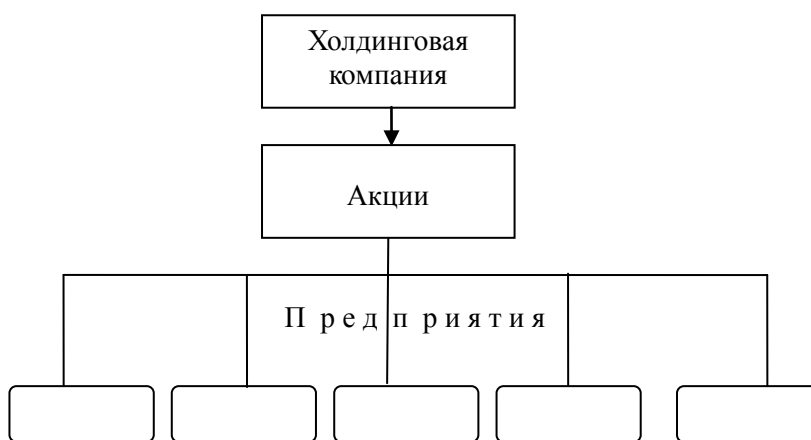 Холдинговая
компания
Акции
П р е д п р и я т и я